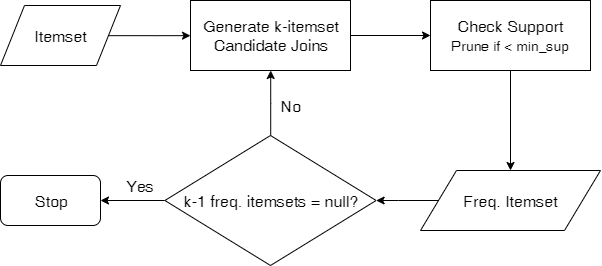 Itemset
Generate k-itemset
Candidate Joins
Check Support
Prune if < min_sup
No
Yes
Stop
k-1 freq. itemsets = null?
Freq. Itemset